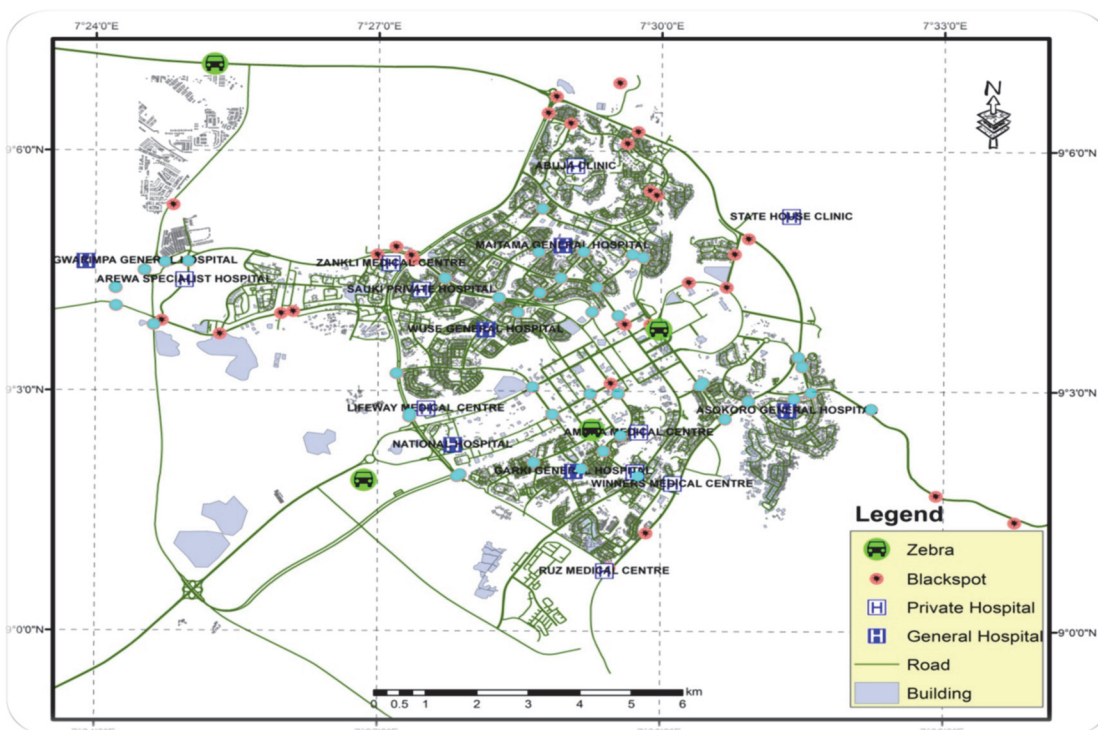 7°24'0"E 7°27'0"E 7°30'0"E 7°33'0"E
N
9°6'0"N 9°6'0"N
ABUJA CLINIC
STATE HOUSE CLINIC
MAITAMA GENERAL HOSPITAL
GWARIMPA GENERAL HOSPITAL
ZANKLI MEDICAL CENTRE
AREWA SPECIALIST HOSPITAL
SAUKI PRIVATE HOSPITAL
WUSE GENERAL HOSPITAL
9°3'0"N 9°3'0"N
LIFEWAY MEDICAL CENTRE
ASOKORO GENERAL HOSPITA
MEDICAL CENTRE
NATIONAL HOSPITAL
GARKI GENERAL HOSPITAL
WINNERS MEDICAL CENTRE
RUZ MEDICAL CENTRE
9°0'0"N 9°0'0"N
Legend
Zebra
Blackspot
H Private Hospital
H General Hospital
Road
Building
km
0 0.5 1 2 3 4 5 6